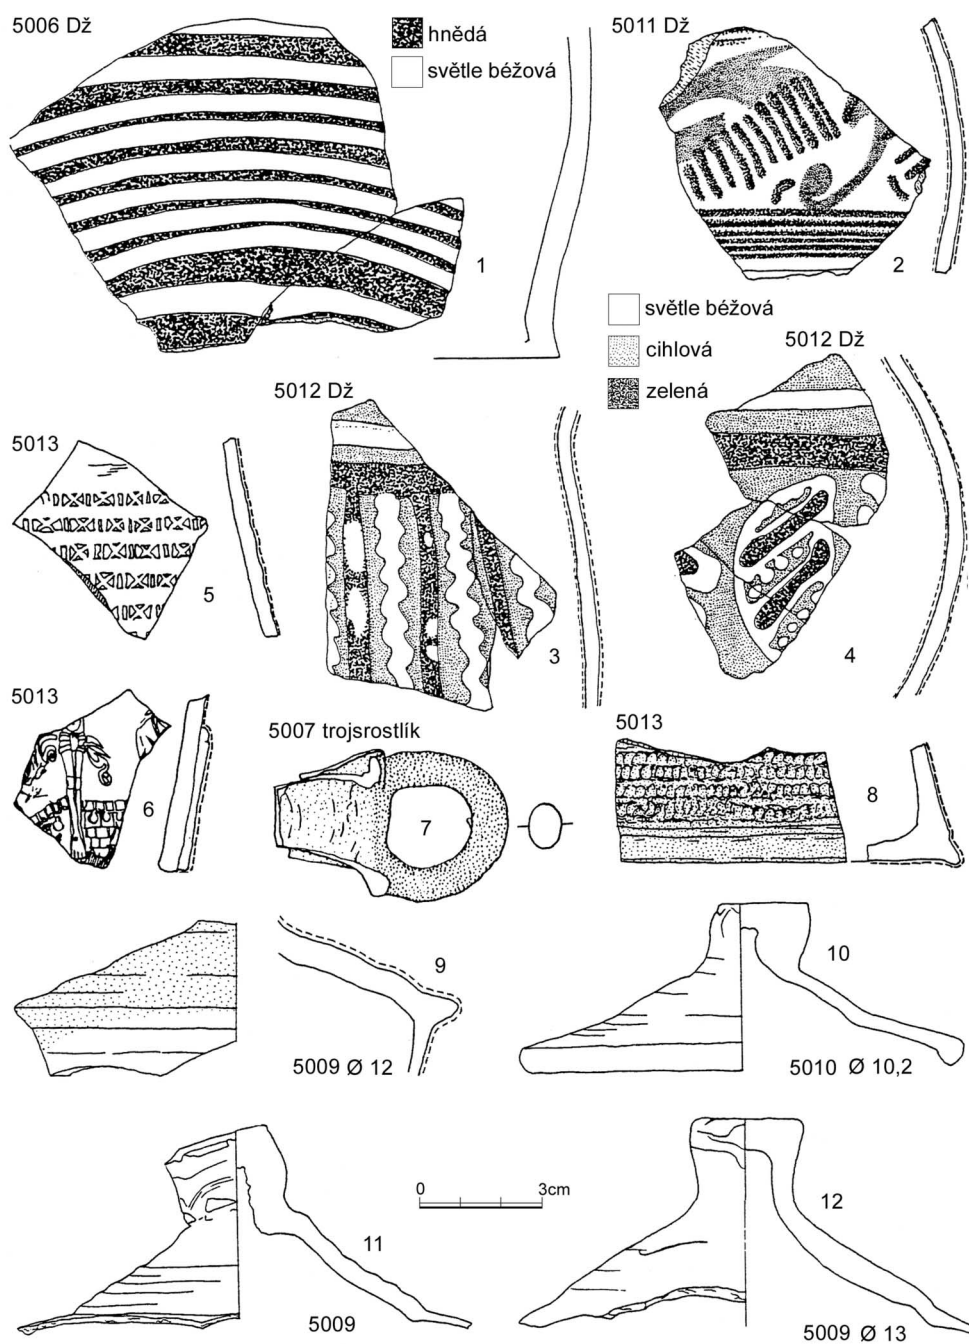 5006 Dž
hnědá
světle béžová
5011 Dž
1
2
světle béžová
cihlová
zelená
5012 Dž
5012 Dž
5013
5
3
4
5013
6
5007 trojsrostlík
7
5013
8
9
5009 Ø 12
10
5010 Ø 10,2
11
5009
0 3cm
12
5009 Ø 13